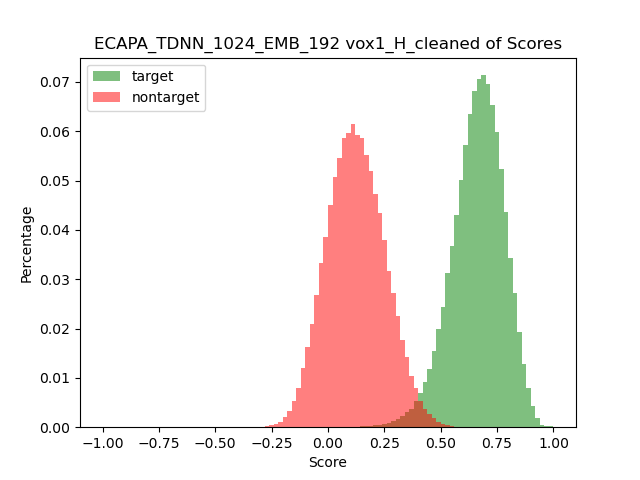 ECAPA_TDNN_1024_EMB_192 vox1_H_cleaned of Scores
target
nontarget
0.07
0.06
0.05
0.04
0.03
0.02
0.01
0.00
Percentage
−1.00 −0.75 −0.50 −0.25 0.00 0.25 0.50 0.75 1.00
Score